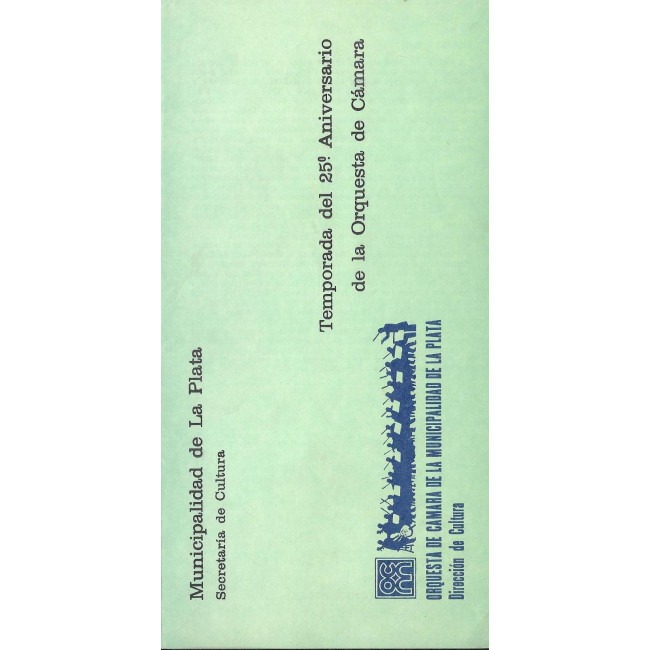 Municipalidad de La Plata
Secretaría de Cultura
Temporada del 25º Aniversario
de la Orquesta de Cámara
ORQUESTA DE CAMARA DE LA MUNICIPALIDAD DE LA PLATA
Dirección de Cultura